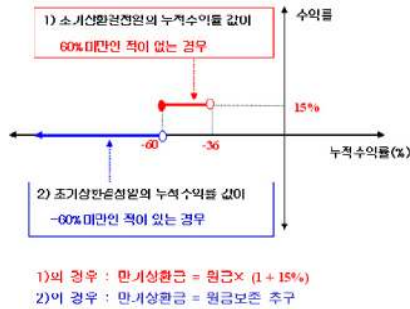 1) 조기상환결정일의 누적수익률 값이
60%미만인 적이 없는 경우
수익률
15%
-60
-36
누적수익률(%)
2) 조기상환결정일의 누적수익률 값이
-60%미만인 적이 있는 경우
1)의 경우 : 만기상환금 = 원금× (1 + 15%)
2)의 경우 : 만기상환금 = 원금보존 추구